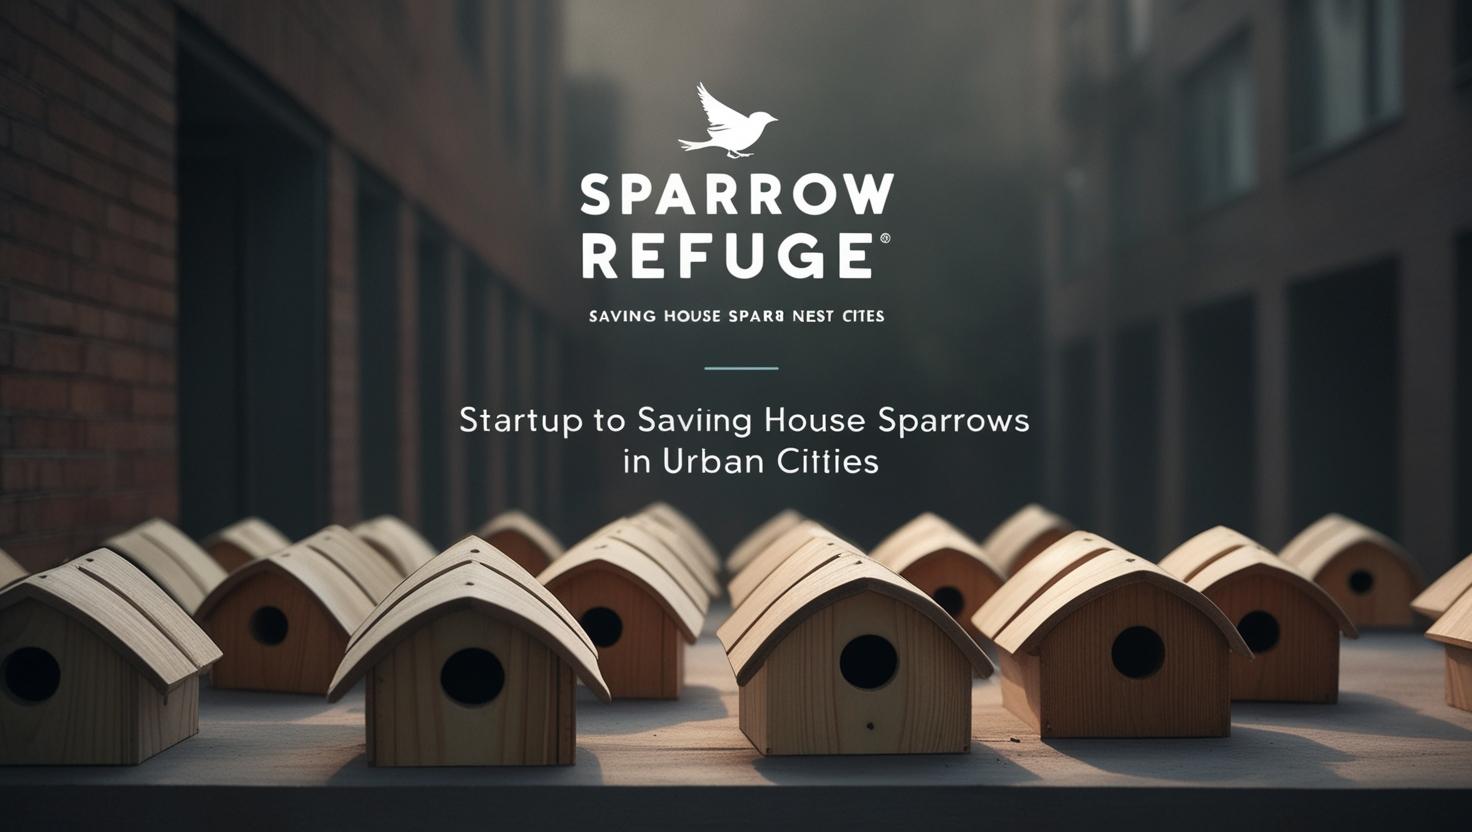 SPARROW
REFUGE®
SAVING HOUSE SPAR8 NEST CITES
Startup to Saviing House Sparrows
in Urban Citties